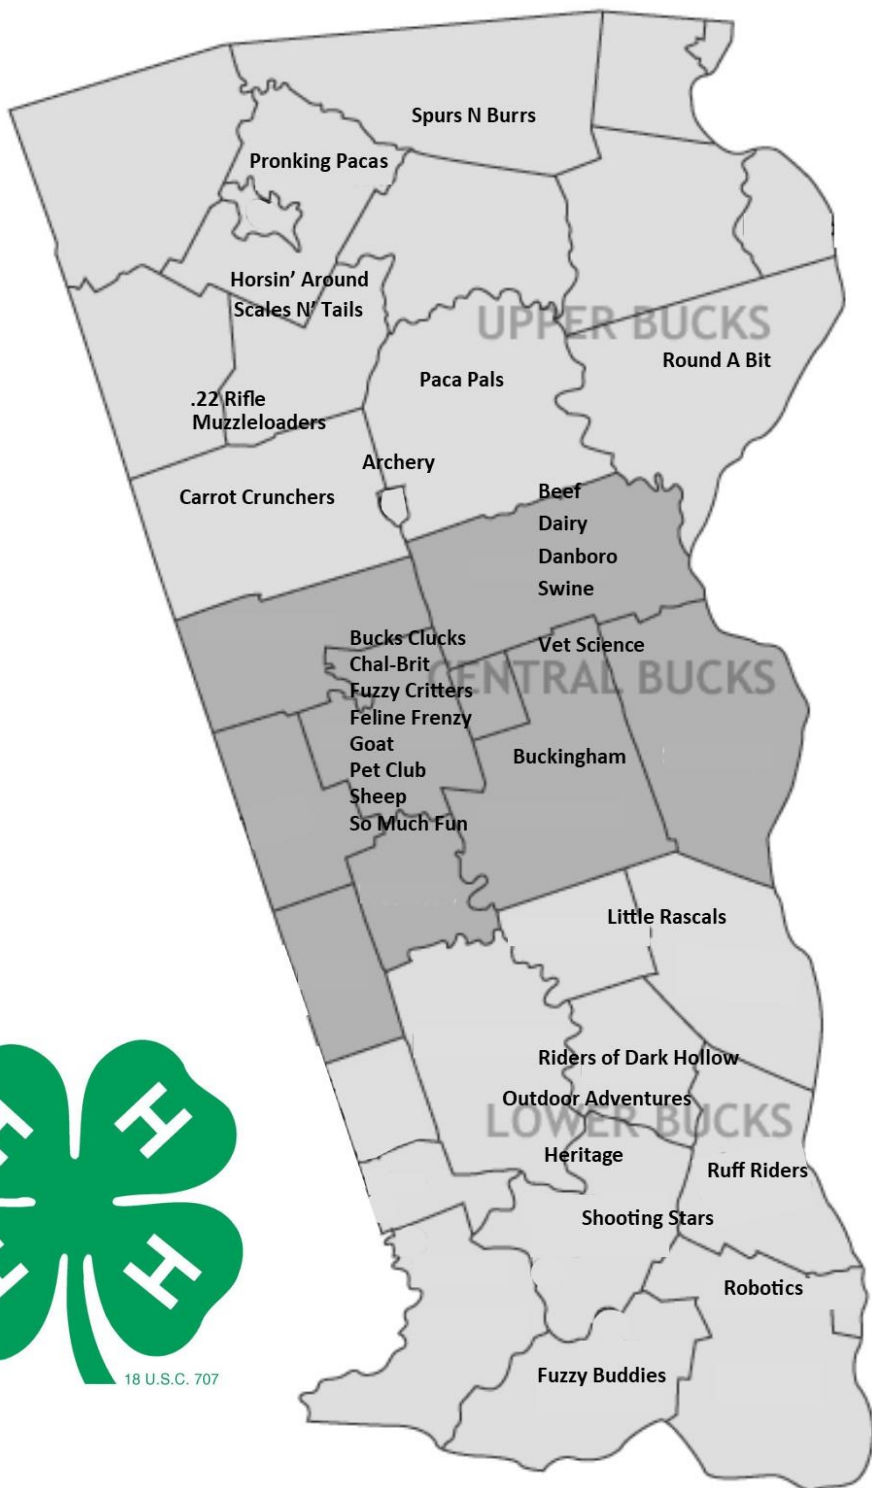 Spurs N Burrs
Pronking Pacas
Horsin' Around
Scales N' Tails
UPPER BUCKS
Round A Bit
Paca Pals
.22 Rifle
Muzzleloaders
Archery
Carrot Crunchers
Beef
Dairy
Danboro
Swine
Bucks Clucks
Chal-Brit
Fuzzy Critters
Feline Frenzy
Goat
Pet Club
Sheep
So Much Fun
Vet Science
CENTRAL BUCKS
Buckingham
Little Rascals
Riders of Dark Hollow
Outdoor Adventures
LOWER BUCKS
Heritage
Ruff Riders
Shooting Stars
Robotics
Fuzzy Buddies
H H
H H
18 U.S.C. 707